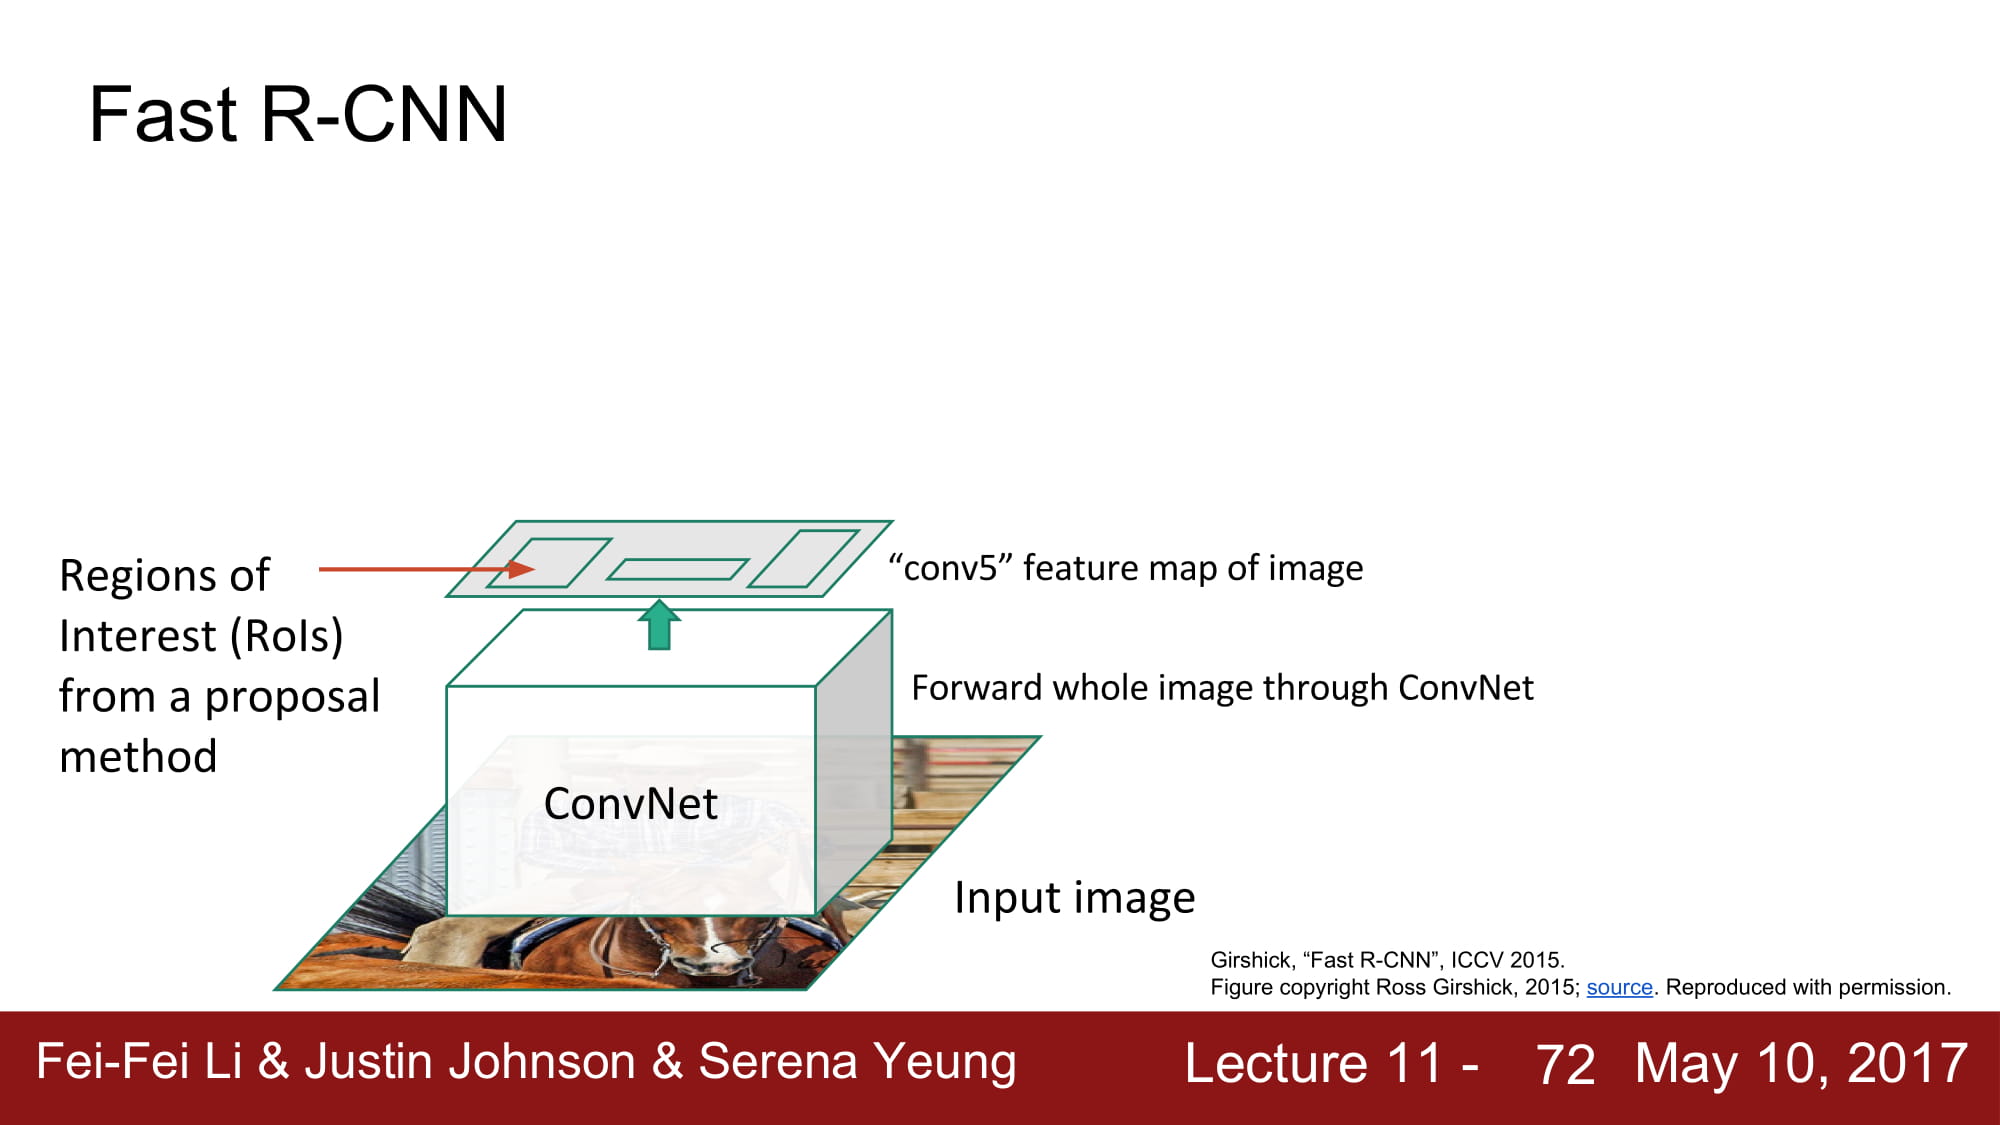 Fast R-CNN
Regions of
Interest (RoIs)
from a proposal
method
“conv5” feature map of image
Forward whole image through ConvNet
ConvNet
Input image
Girshick, “Fast R-CNN”, ICCV 2015.
Figure copyright Ross Girshick, 2015; source. Reproduced with permission.
Fei-Fei Li & Justin Johnson & Serena Yeung
Lecture 11 - 72 May 10, 2017